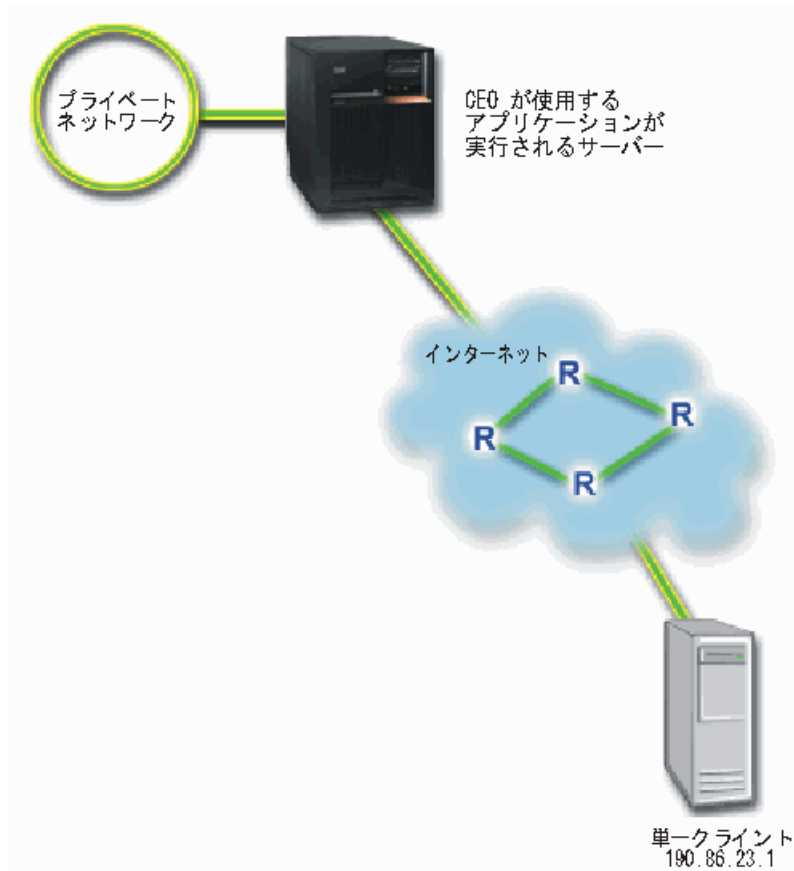 プライベート
ネットワーク
CEO が使用する
アプリケーションが
実行されるサーバー
インターネット
R
R
R
R
単一クライント
190.86.23.1